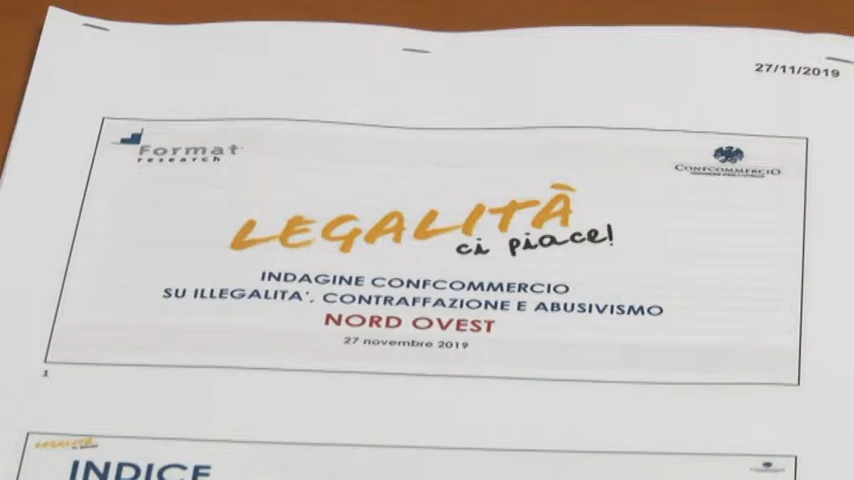 27/11/2019
Format
research
CONFCOMMERCIO
LEGALITÀ
ci piace!
INDAGINE CONFCOMMERCIO
SU ILLEGALITA', CONTRAFFAZIONE E ABUSIVISMO
NORD OVEST
27 novembre 2019
1
LEGALITÀ
INDICE